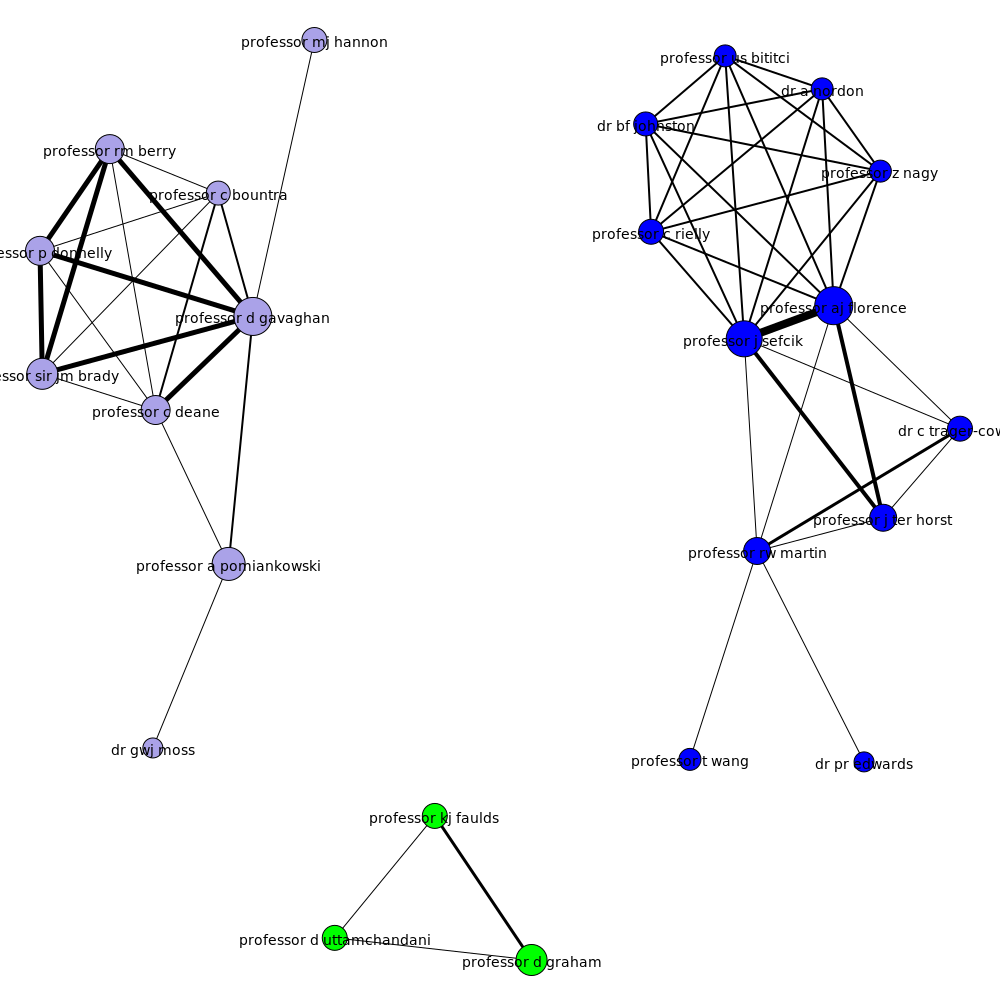 professor mj hannon
professor us bititci
dr a nordon
dr bf johnston
professor rm berry
professor z nagy
professor c bountra
professor c rielly
essor p donnelly
professor aj florence
professor d gavaghan
professor j sefcik
essor sir jm brady
professor c deane
dr c trager-cow
professor j ter horst
professor rw martin
professor a pomiankowski
dr gwj moss
professor t wang
dr pr edwards
professor kj faulds
professor d uttamchandani
professor d graham